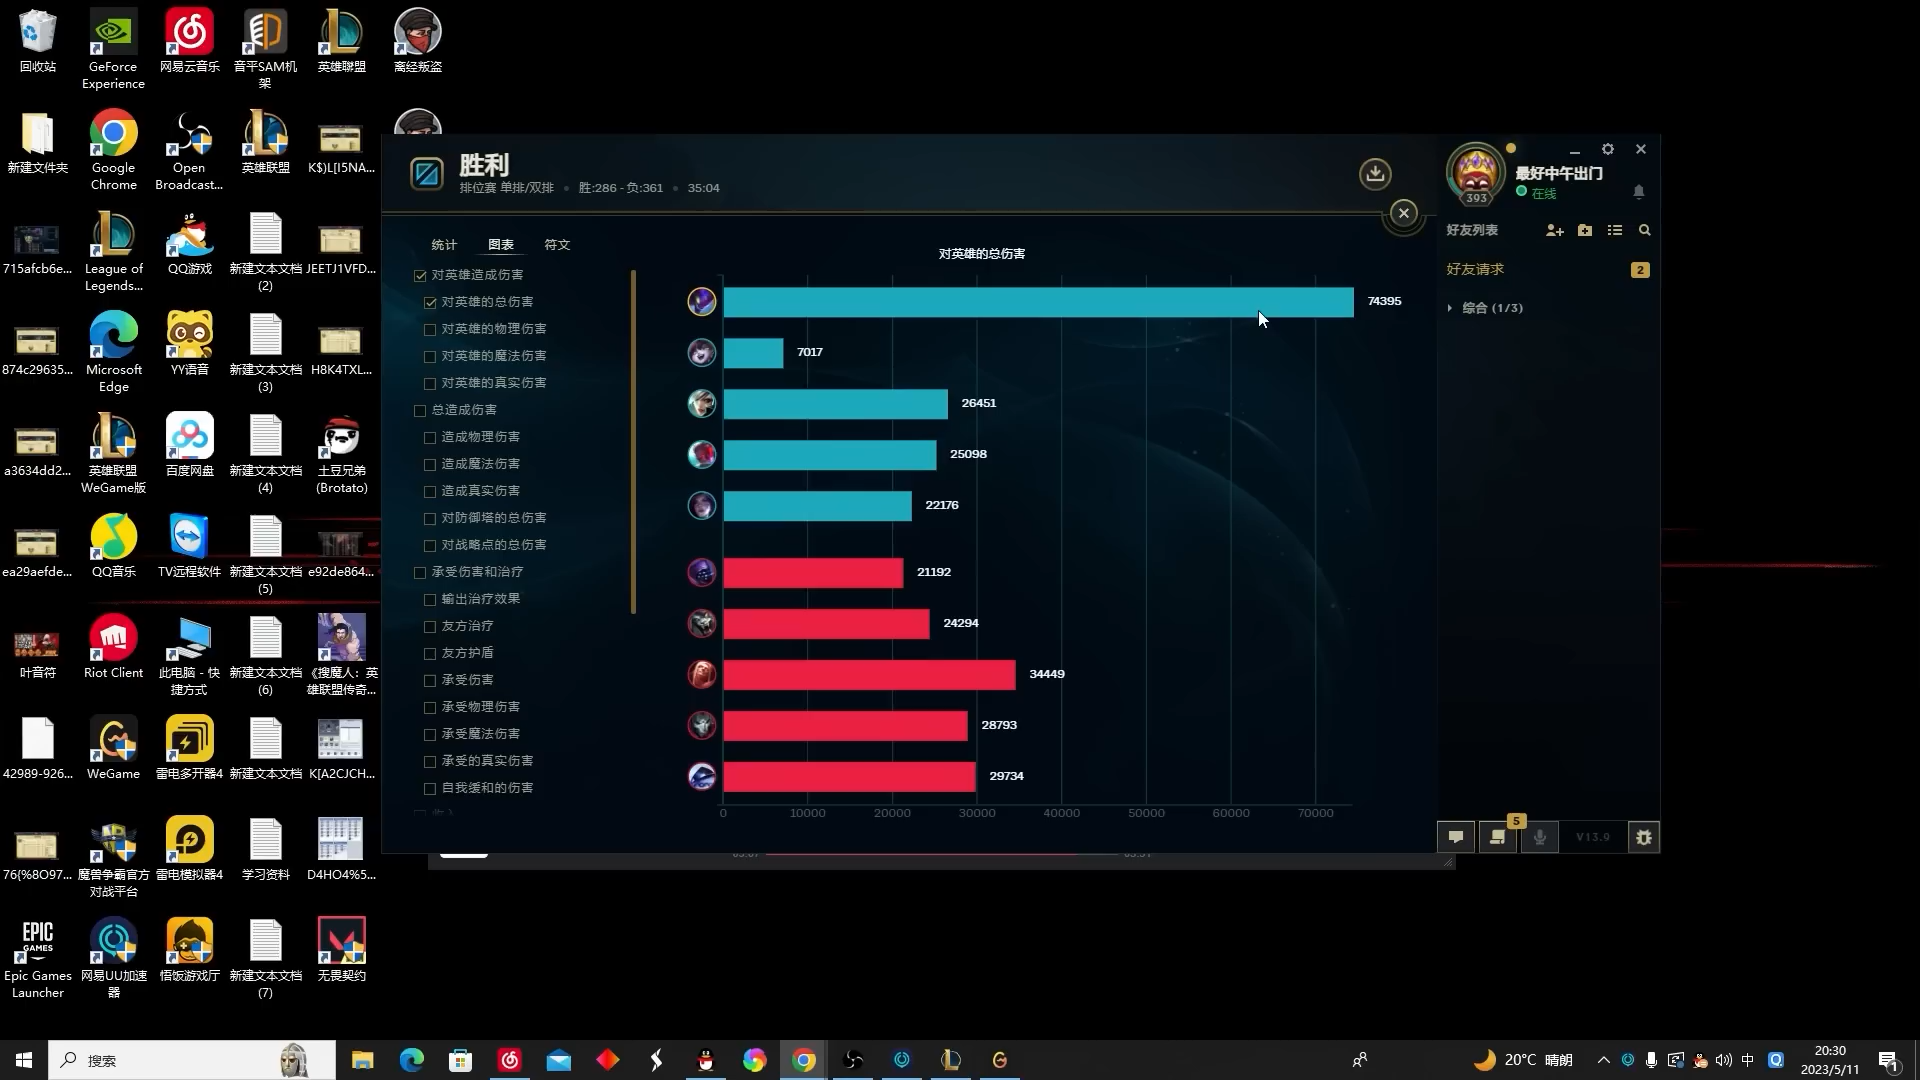 回收站
GeForce Experience
网易云音乐
音平SAM机架
英雄聯盟
离经叛盗
新建文件夹
Google Chrome
Open Broadcast...
英雄联盟
K$)L[I5NA...
715afcb6e...
League of Legends...
QQ游戏
新建文本文档 (2)
JEETJ1VFD...
874c29635...
Microsoft Edge
YY语音
新建文本文档 (3)
H8K4TXL...
a3634dd2...
英雄联盟WeGame版
百度网盘
新建文本文档 (4)
土豆兄弟(Brotato)
ea29aefde...
QQ音乐
TV远程软件
新建文本文档 (5)
e92de864...
叶音符
Riot Client
此电脑 - 快捷方式
新建文本文档 (6)
《搜魔人：英雄联盟传奇...
42989-926...
WeGame
雷电多开器4
新建文本文档
K[A2CJCH...
76(%8O97...
魔兽争霸官方对战平台
雷电模拟器4
学习资料
D4HO4%5...
EPIC GAMES
Epic Games Launcher
网易UU加速器
悟饭游戏厅
新建文本文档 (7)
无畏契约
胜利
排位赛 单排/双排 • 胜:286 - 负:361 • 35:04
统计 图表 符文
对英雄造成伤害
对英雄的总伤害
对英雄的物理伤害
对英雄的魔法伤害
对英雄的真实伤害
总造成伤害
造成物理伤害
造成魔法伤害
造成真实伤害
对防御塔的总伤害
对战略点的总伤害
承受伤害和治疗
输出治疗效果
友方治疗
友方护盾
承受伤害
承受物理伤害
承受魔法伤害
承受的真实伤害
自我缓和的伤害
对英雄的总伤害
74395
7017
26451
25098
22176
21192
24294
34449
28793
29734
0 10000 20000 30000 40000 50000 60000 70000
393
最好中午出门
在线
好友列表
好友请求 2
综合 (1/3)
5
V13.9
搜索
20°C 晴朗
中
20:30
2023/5/11
1